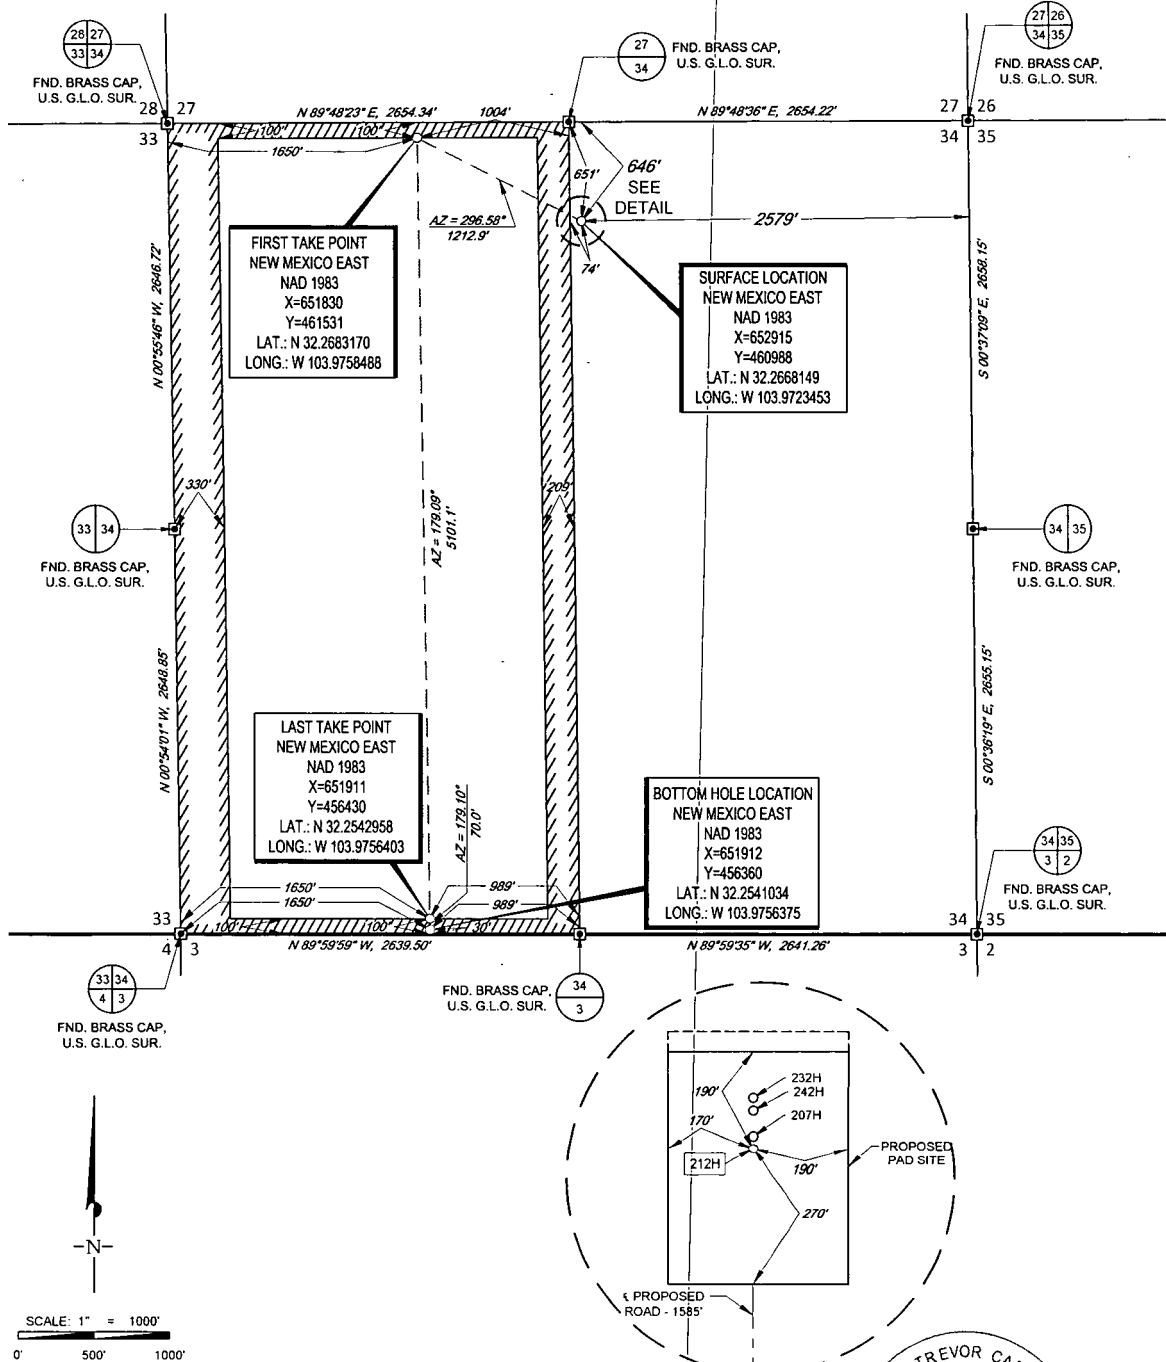 28 27
33 34
FND. BRASS CAP,
U.S. G.L.O. SUR.
27
34
FND. BRASS CAP,
U.S. G.L.O. SUR.
27 26
34 35
FND. BRASS CAP,
U.S. G.L.O. SUR.
28 27
33
N 89°48'23" E, 2654.34'
1004'
N 89°48'36" E, 2654.22'
27 26
34 35
100'
100'
1650'
651'
646'
SEE
DETAIL
2579'
74'
AZ = 296.58°
1212.9'
FIRST TAKE POINT
NEW MEXICO EAST
NAD 1983
X=651830
Y=461531
LAT.: N 32.2683170
LONG.: W 103.9758488
SURFACE LOCATION
NEW MEXICO EAST
NAD 1983
X=652915
Y=460988
LAT.: N 32.2668149
LONG.: W 103.9723453
N 00°55'46" W, 2646.72'
S 00°37'09" E, 2658.15'
330'
209'
AZ = 179.09°
5101.1'
33 34
FND. BRASS CAP,
U.S. G.L.O. SUR.
34 35
FND. BRASS CAP,
U.S. G.L.O. SUR.
N 00°54'01" W, 2648.85'
S 00°36'19" E, 2655.15'
LAST TAKE POINT
NEW MEXICO EAST
NAD 1983
X=651911
Y=456430
LAT.: N 32.2542958
LONG.: W 103.9756403
AZ = 179.10°
70.0'
BOTTOM HOLE LOCATION
NEW MEXICO EAST
NAD 1983
X=651912
Y=456360
LAT.: N 32.2541034
LONG.: W 103.9756375
34 35
3 2
FND. BRASS CAP,
U.S. G.L.O. SUR.
1650'
989'
1650'
989'
33
4 3
100'
100'
30'
34 35
3 2
N 89°59'59" W, 2639.50'
N 89°59'35" W, 2641.26'
33 34
4 3
FND. BRASS CAP,
U.S. G.L.O. SUR.
FND. BRASS CAP,
U.S. G.L.O. SUR.
34
3
232H
242H
207H
190'
170'
212H
190'
PROPOSED
PAD SITE
270'
℄ PROPOSED
ROAD - 1585'
-N-
SCALE: 1" = 1000'
0' 500' 1000'
TREVOR